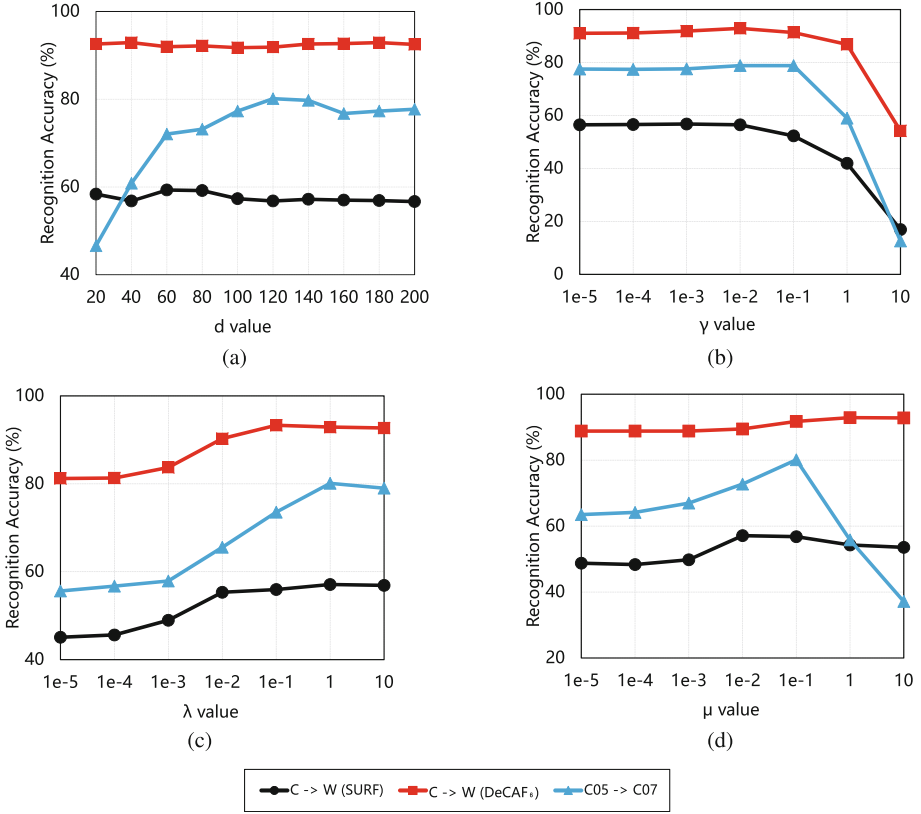 Recognition Accuracy (%)
100
80
60
40
20 40 60 80 100 120 140 160 180 200
d value
(a)
Recognition Accuracy (%)
100
80
60
40
20
0
1e-5 1e-4 1e-3 1e-2 1e-1 1 10
γ value
(b)
Recognition Accuracy (%)
100
80
60
40
1e-5 1e-4 1e-3 1e-2 1e-1 1 10
λ value
(c)
Recognition Accuracy (%)
100
80
60
40
20
1e-5 1e-4 1e-3 1e-2 1e-1 1 10
μ value
(d)
C -> W (SURF) C -> W (DeCAF₆) C05 -> C07